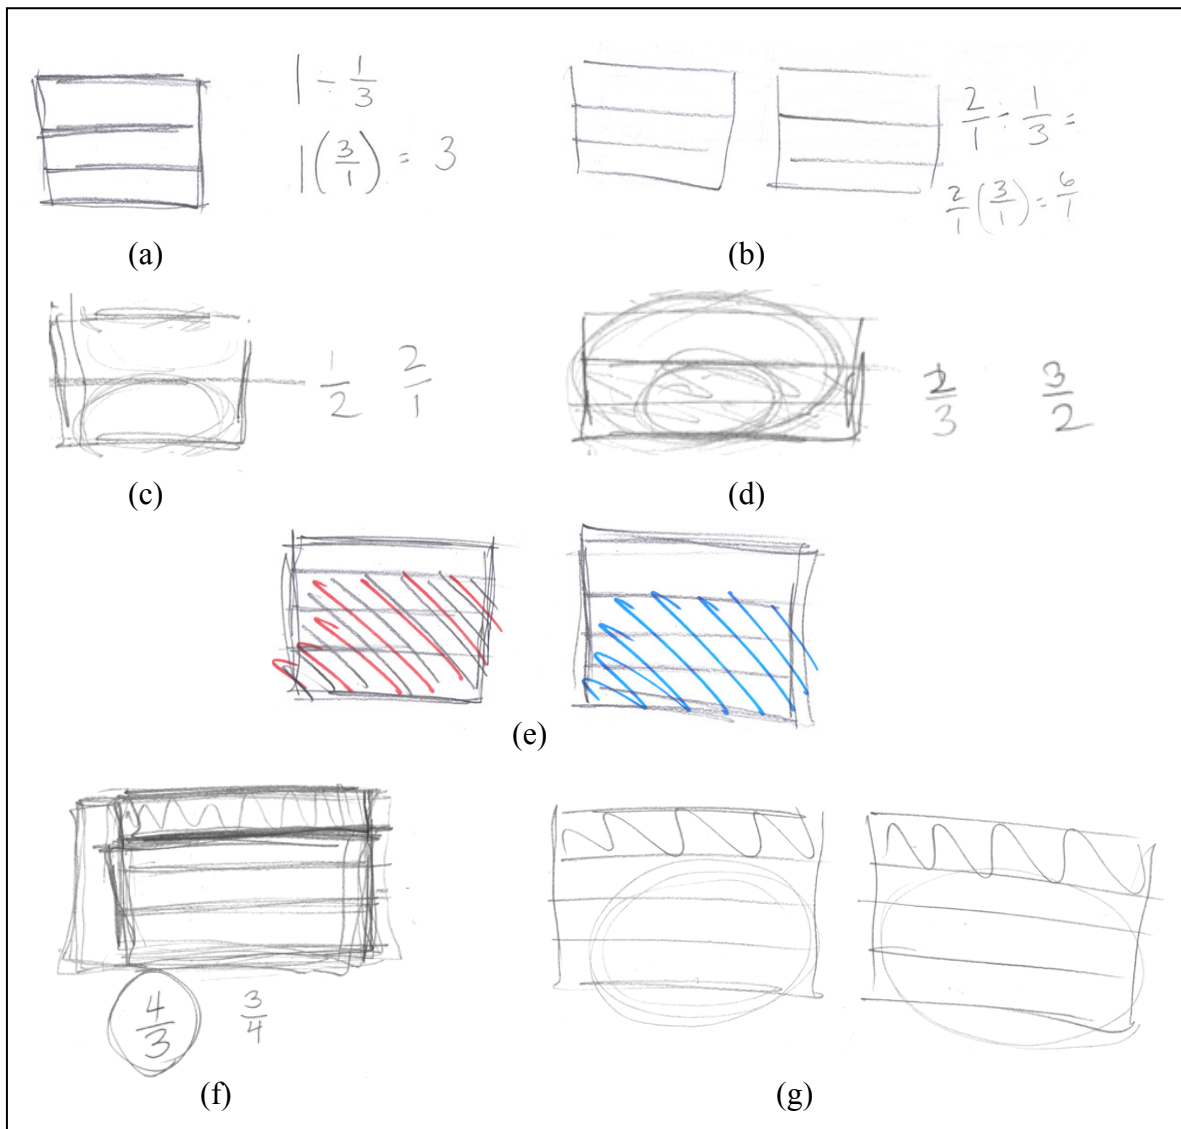 1 ÷ 1/3
1(3/1) = 3
(a)
2/1 ÷ 1/3 =
2/1(3/1) = 6/1
(b)
1/2 2/1
(c)
2/3 3/2
(d)
(e)
4/3 3/4
(f)
(g)